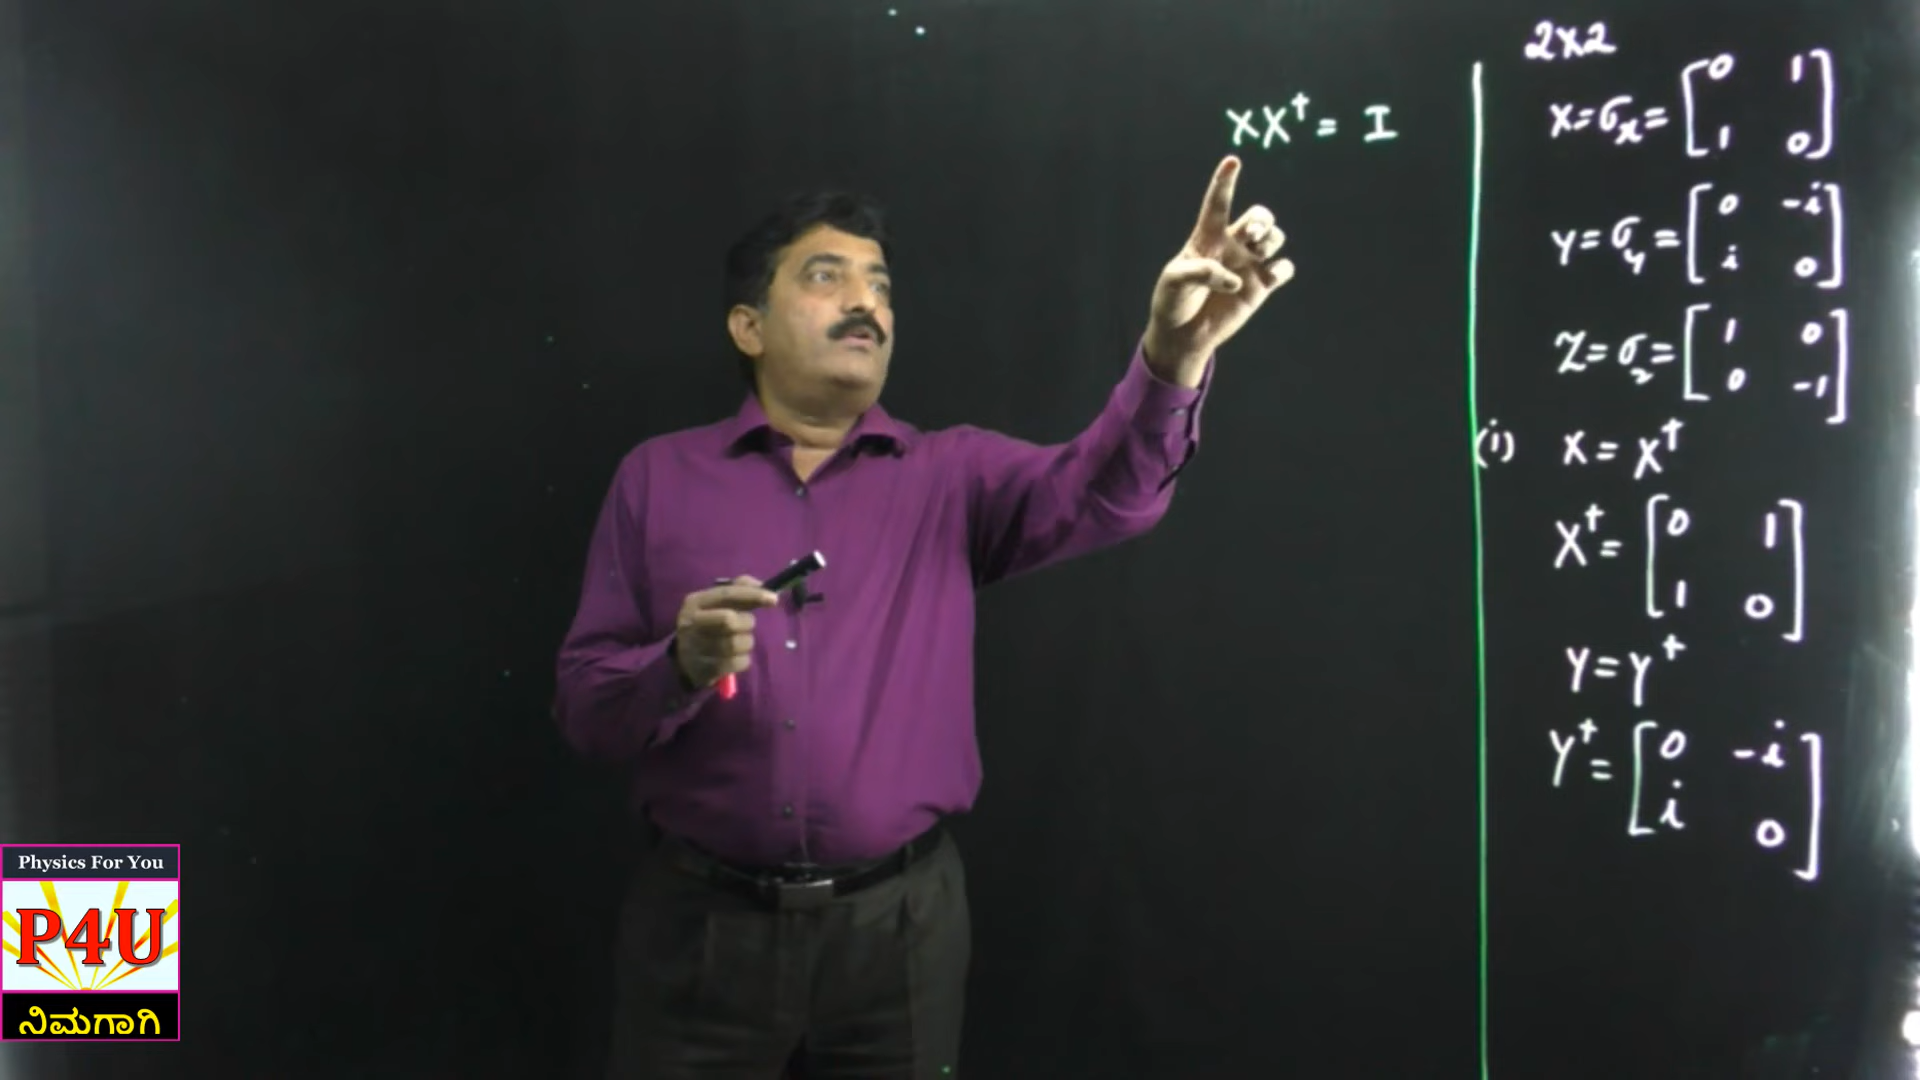 XX† = I
2x2
X = σx = [0 1
1 0]
Y = σy = [0 -i
i 0]
Z = σz = [1 0
0 -1]
(i) X = X†
X† = [0 1
1 0]
Y = Y†
Y† = [0 -i
i 0]
Physics For You
P4U
ನಿಮಗಾಗಿ